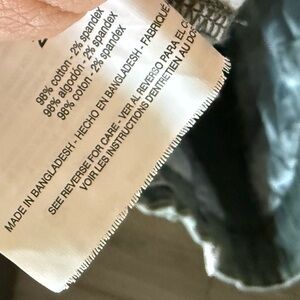 98% cotton - 2% spandex
98% algodón - 2% spandex
98% coton - 2% spandex
MADE IN BANGLADESH - HECHO EN BANGLADESH - FABRIQUÉ
SEE REVERSE FOR CARE - VER AL REVERSO PARA EL
VOIR LES INSTRUCTIONS D'ENTRETIEN AU DOS